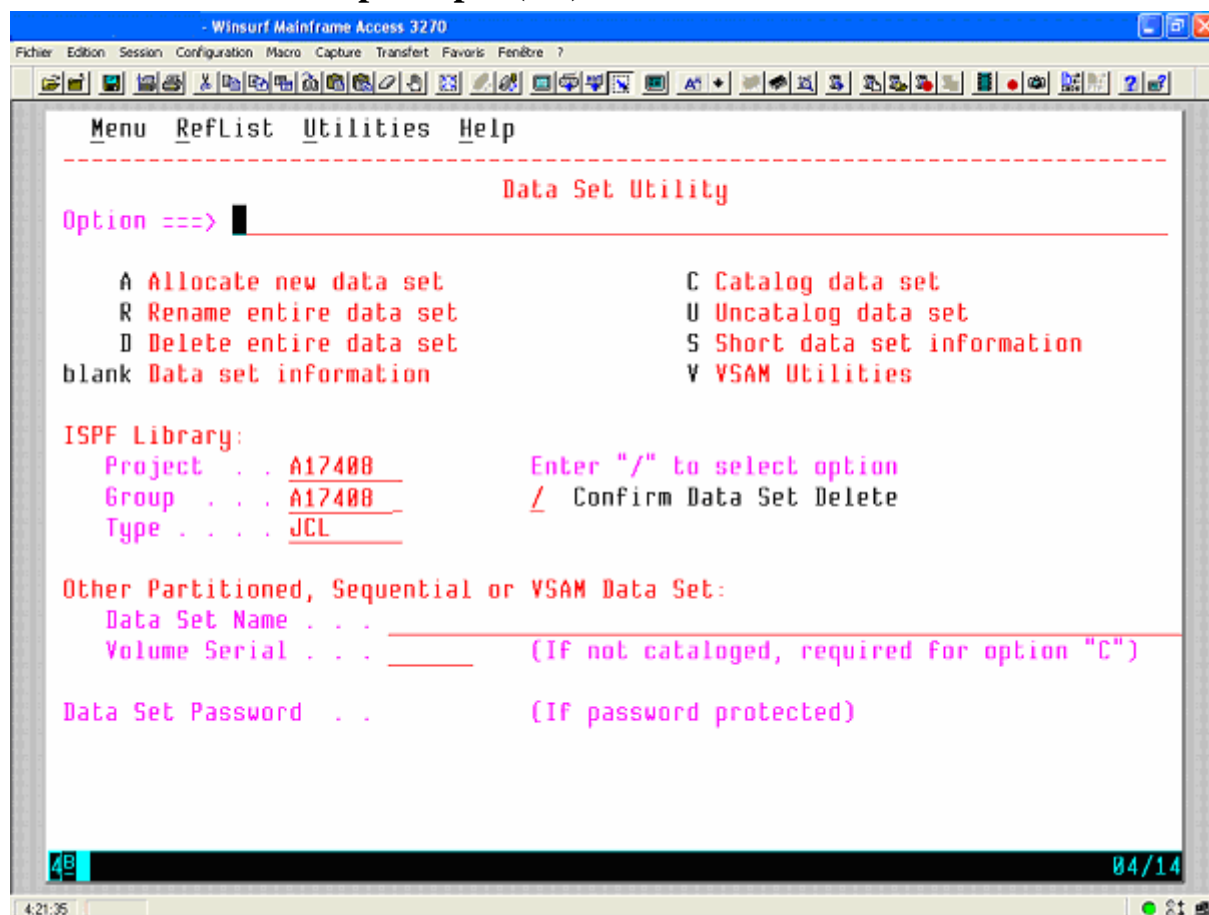 - Winsurf Mainframe Access 3270
Fichier Edition Session Configuration Macro Capture Transfert Favoris Fenêtre ?
Menu RefList Utilities Help
Data Set Utility
Option ===>
A Allocate new data set C Catalog data set
R Rename entire data set U Uncatalog data set
D Delete entire data set S Short data set information
blank Data set information V VSAM Utilities
ISPF Library:
Project . . A17408 Enter "/" to select option
Group . . . A17408 / Confirm Data Set Delete
Type . . . . JCL
Other Partitioned, Sequential or VSAM Data Set:
Data Set Name . . .
Volume Serial . . . (If not cataloged, required for option "C")
Data Set Password . . (If password protected)
4B 04/14
4:21:35